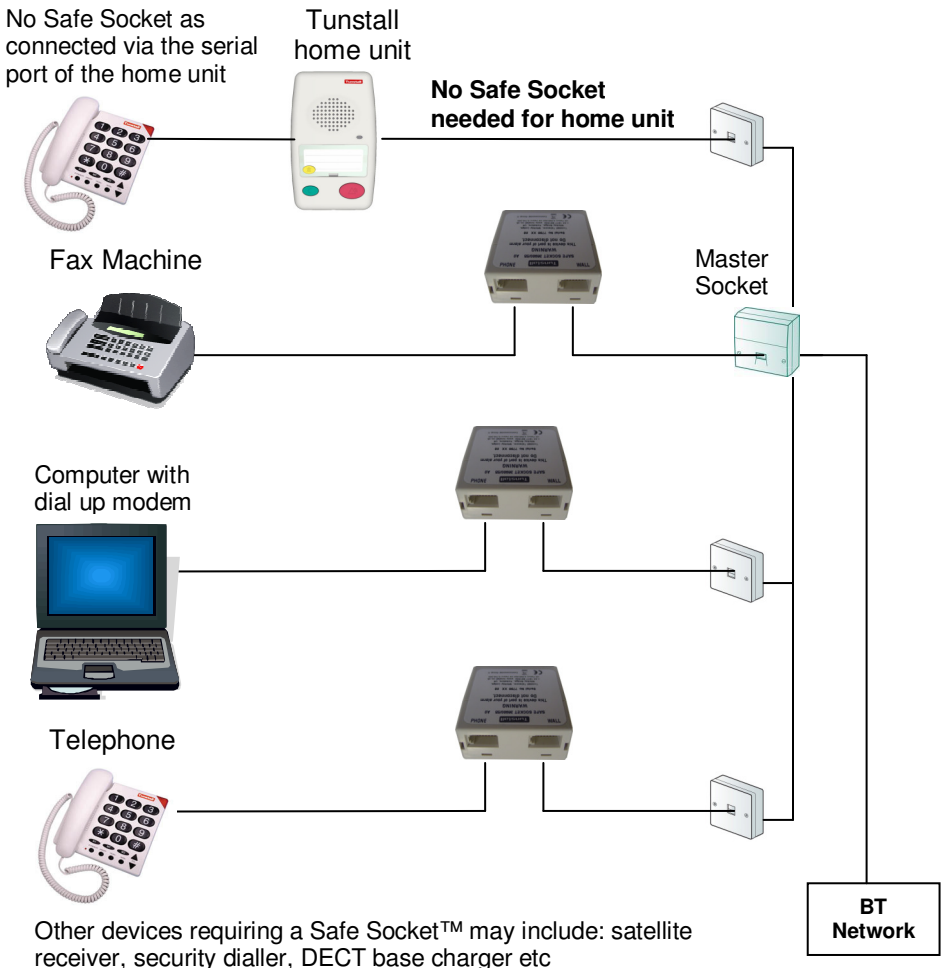 No Safe Socket as
connected via the serial
port of the home unit
Tunstall
home unit
No Safe Socket
needed for home unit
Fax Machine
Master
Socket
Computer with
dial up modem
Telephone
BT
Network
Other devices requiring a Safe Socket™ may include: satellite
receiver, security dialler, DECT base charger etc